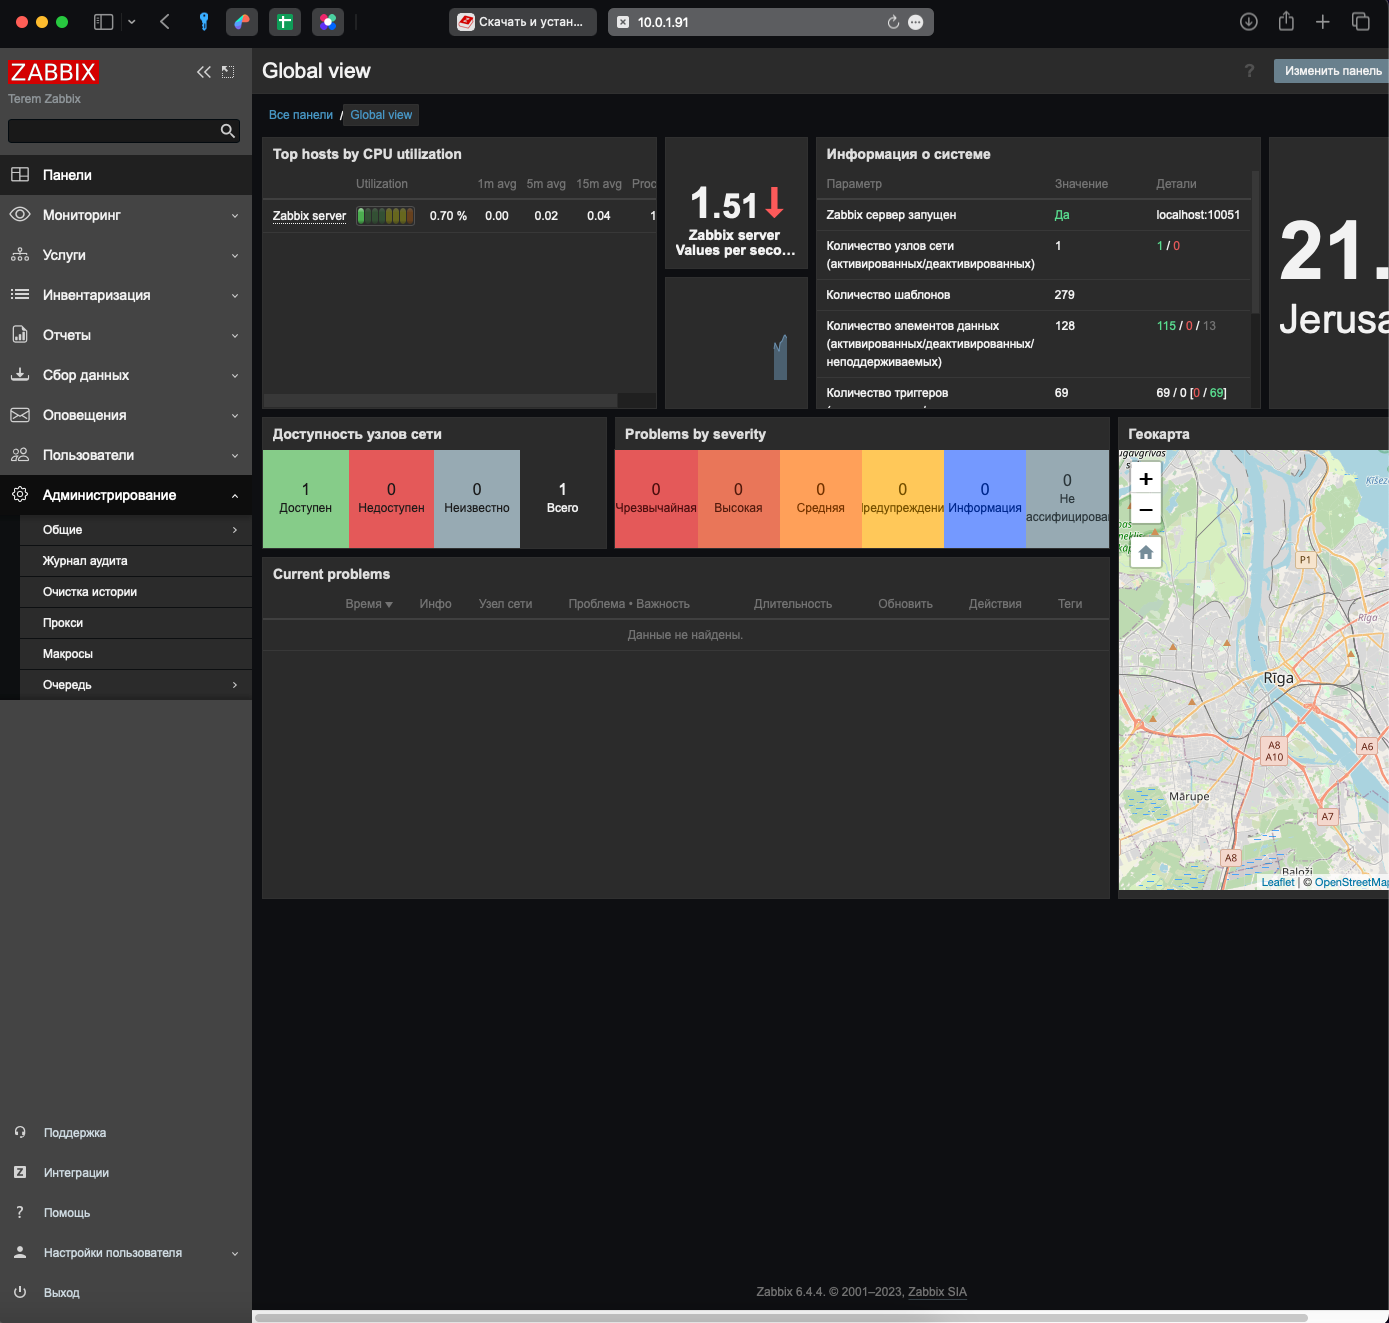 Скачать и устан...
10.0.1.91
ZABBIX
Terem Zabbix
Панели
Мониторинг
Услуги
Инвентаризация
Отчеты
Сбор данных
Оповещения
Пользователи
Администрирование
Общие
Журнал аудита
Очистка истории
Прокси
Макросы
Очередь
Поддержка
Z Интеграции
? Помощь
Настройки пользователя
Выход
Global view
?
Изменить панель
Все панели / Global view
Top hosts by CPU utilization
Utilization 1m avg 5m avg 15m avg Proc
Zabbix server 0.70 % 0.00 0.02 0.04 1
1.51
Zabbix server
Values per seco...
Информация о системе
Параметр Значение Детали
Zabbix сервер запущен Да localhost:10051
Количество узлов сети (активированных/деактивированных) 1 1 / 0
Количество шаблонов 279
Количество элементов данных (активированных/деактивированных/неподдерживаемых) 128 115 / 0 / 13
Количество триггеров 69 69 / 0 [0 / 69]
21.
Jerusa
Доступность узлов сети
1 Доступен
0 Недоступен
0 Неизвестно
1 Всего
Problems by severity
0 Чрезвычайная
0 Высокая
0 Средняя
0 редупреждени
0 Информация
0 Не ассифицирова
Геокарта
+
−
P1
Rīga
Rīga
A8
A10
A6
Mārupe
A7
A8
Baloži
Leaflet | © OpenStreetMap
Current problems
Время Инфо Узел сети Проблема • Важность Длительность Обновить Действия Теги
Данные не найдены.
Zabbix 6.4.4. © 2001–2023, Zabbix SIA